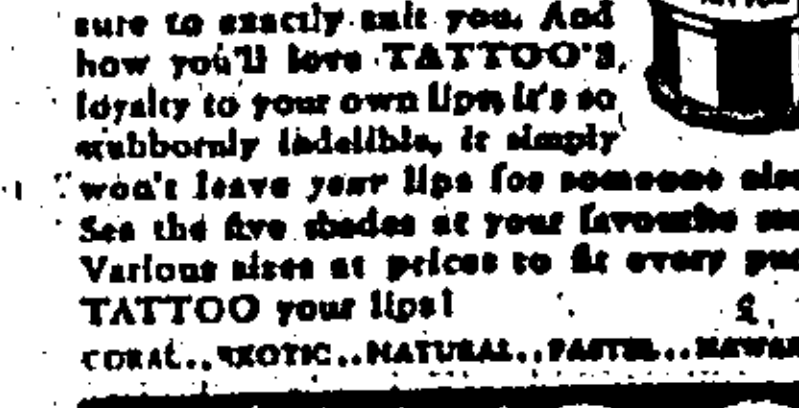 TATTOO
sure to exactly suit you. And
how you'll love TATTOO'S
loyalty to your own lips, it's so
stubbornly indelible, it simply
won't leave your lips for someone else
See the five shades at your favourite
Various sizes at prices to fit every
TATTOO your lips!
CORAL..EXOTIC..NATURAL..PASTEL..HAWAI